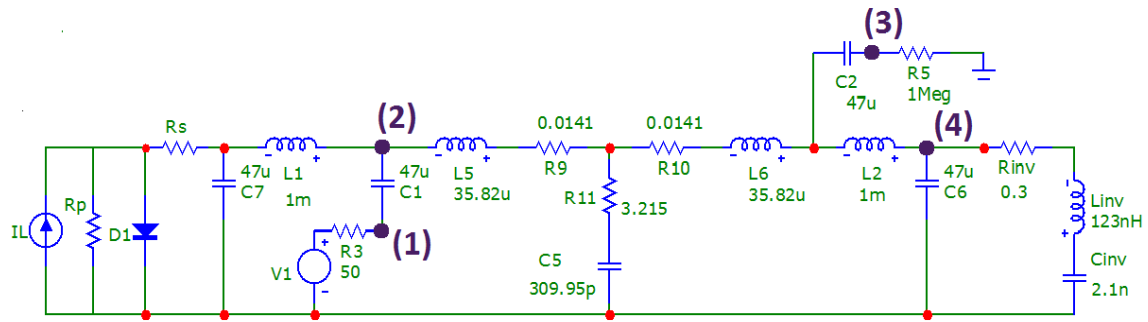 (3)
C2
47u
R5
1Meg
(2)
(4)
Rs
0.0141
0.0141
47u
C7
L1
1m
47u
C1
L5
35.82u
R9
R10
L6
35.82u
L2
1m
47u
C6
Rinv
0.3
IL
Rp
D1
R11
3.215
Linv
123nH
V1
R3
50
(1)
C5
309.95p
Cinv
2.1n